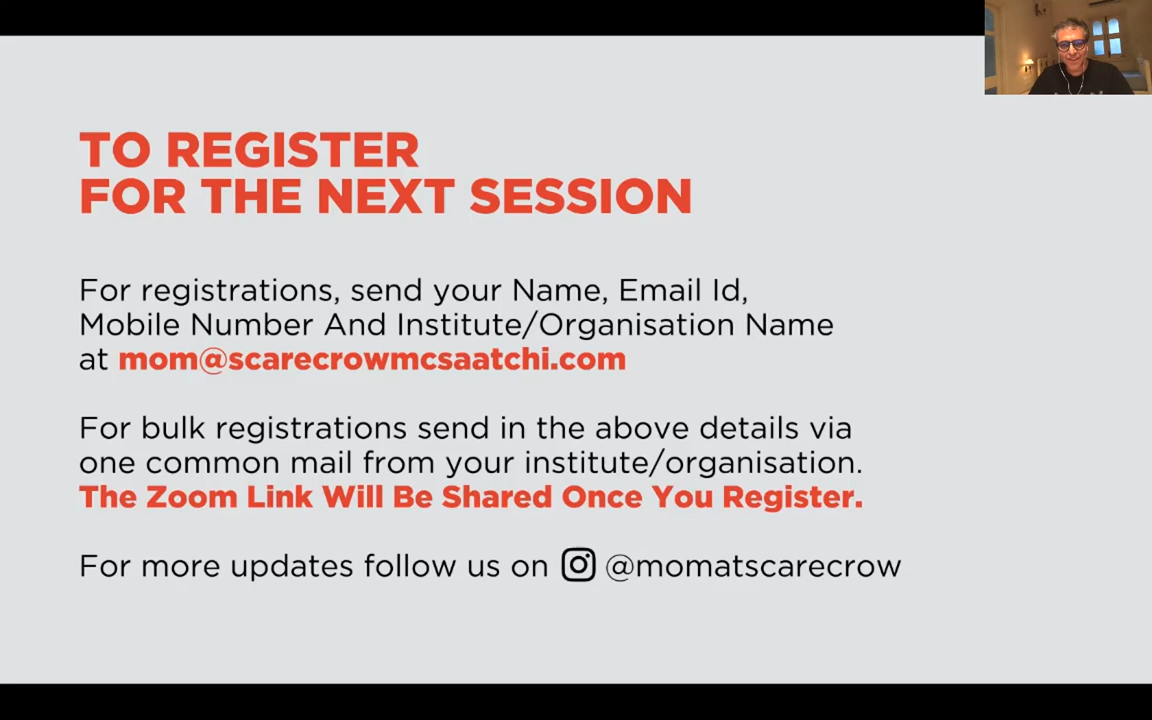 TO REGISTER
FOR THE NEXT SESSION
For registrations, send your Name, Email Id,
Mobile Number And Institute/Organisation Name
at mom@scarecrowmcsaatchi.com
For bulk registrations send in the above details via
one common mail from your institute/organisation.
The Zoom Link Will Be Shared Once You Register.
For more updates follow us on @momatscarecrow